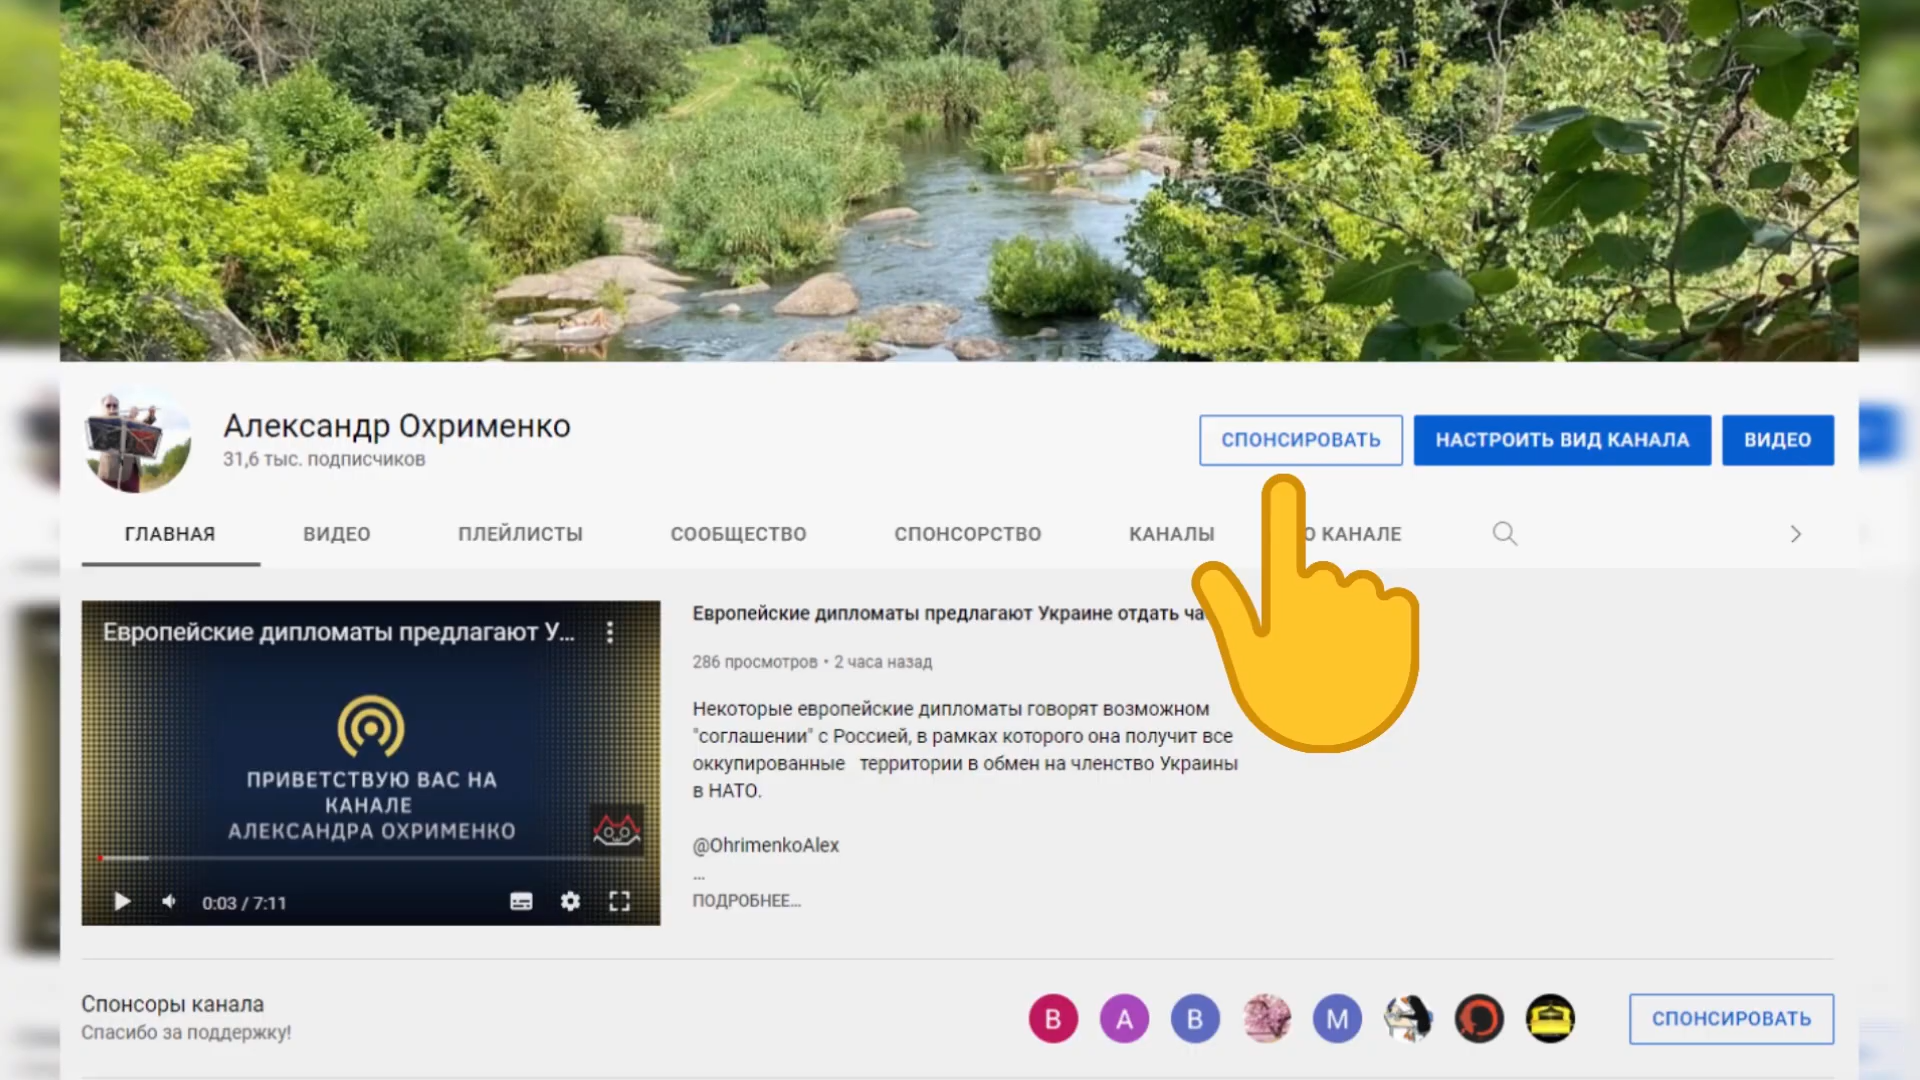 Александр Охрименко
31,6 тыс. подписчиков
СПОНСИРОВАТЬ
НАСТРОИТЬ ВИД КАНАЛА
ВИДЕО
ГЛАВНАЯ
ВИДЕО
ПЛЕЙЛИСТЫ
СООБЩЕСТВО
СПОНСОРСТВО
КАНАЛЫ
О КАНАЛЕ
Европейские дипломаты предлагают У...
ПРИВЕТСТВУЮ ВАС НА
КАНАЛЕ
АЛЕКСАНДРА ОХРИМЕНКО
0:03 / 7:11
Европейские дипломаты предлагают Украине отдать
286 просмотров • 2 часа назад
Некоторые европейские дипломаты говорят возможном
"соглашении" с Россией, в рамках которого она получит все
оккупированные территории в обмен на членство Украины
в НАТО.
@OhrimenkoAlex
...
ПОДРОБНЕЕ...
Спонсоры канала
Спасибо за поддержку!
В
А
В
М
СПОНСИРОВАТЬ